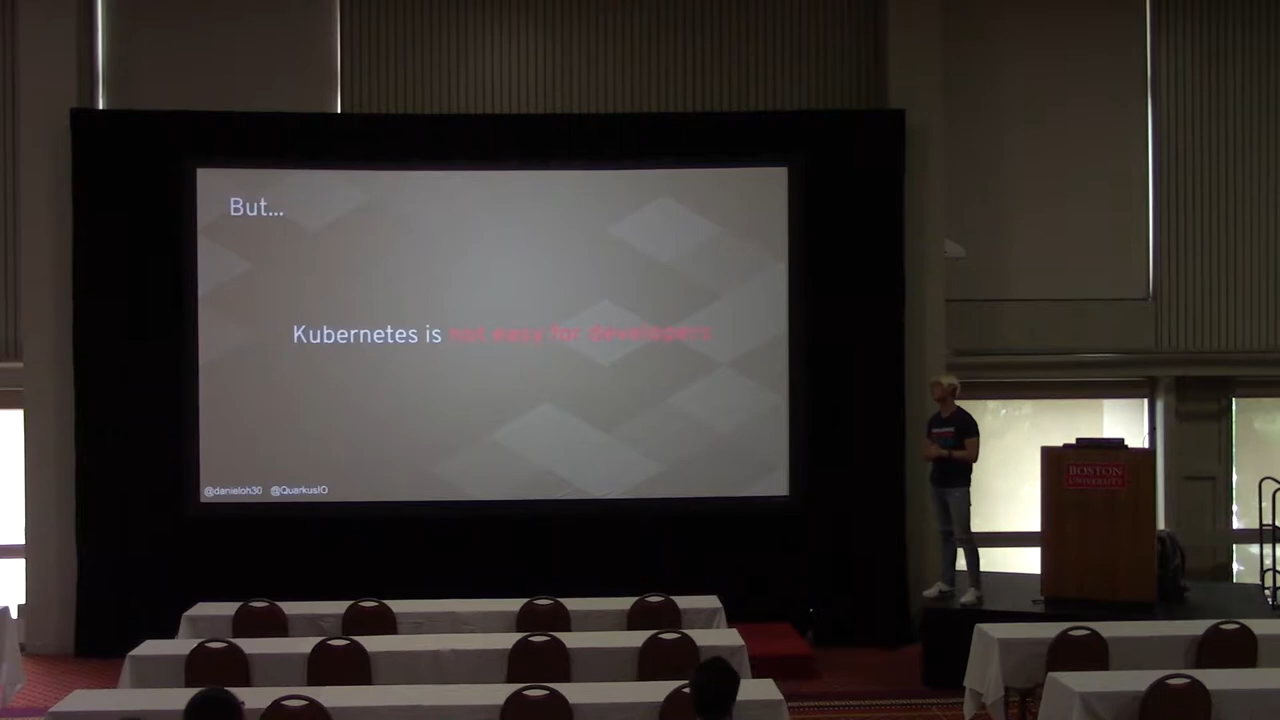 But...
Kubernetes is not easy for developers
@danieloh30 @QuarkusIO
BOSTON
UNIVERSITY